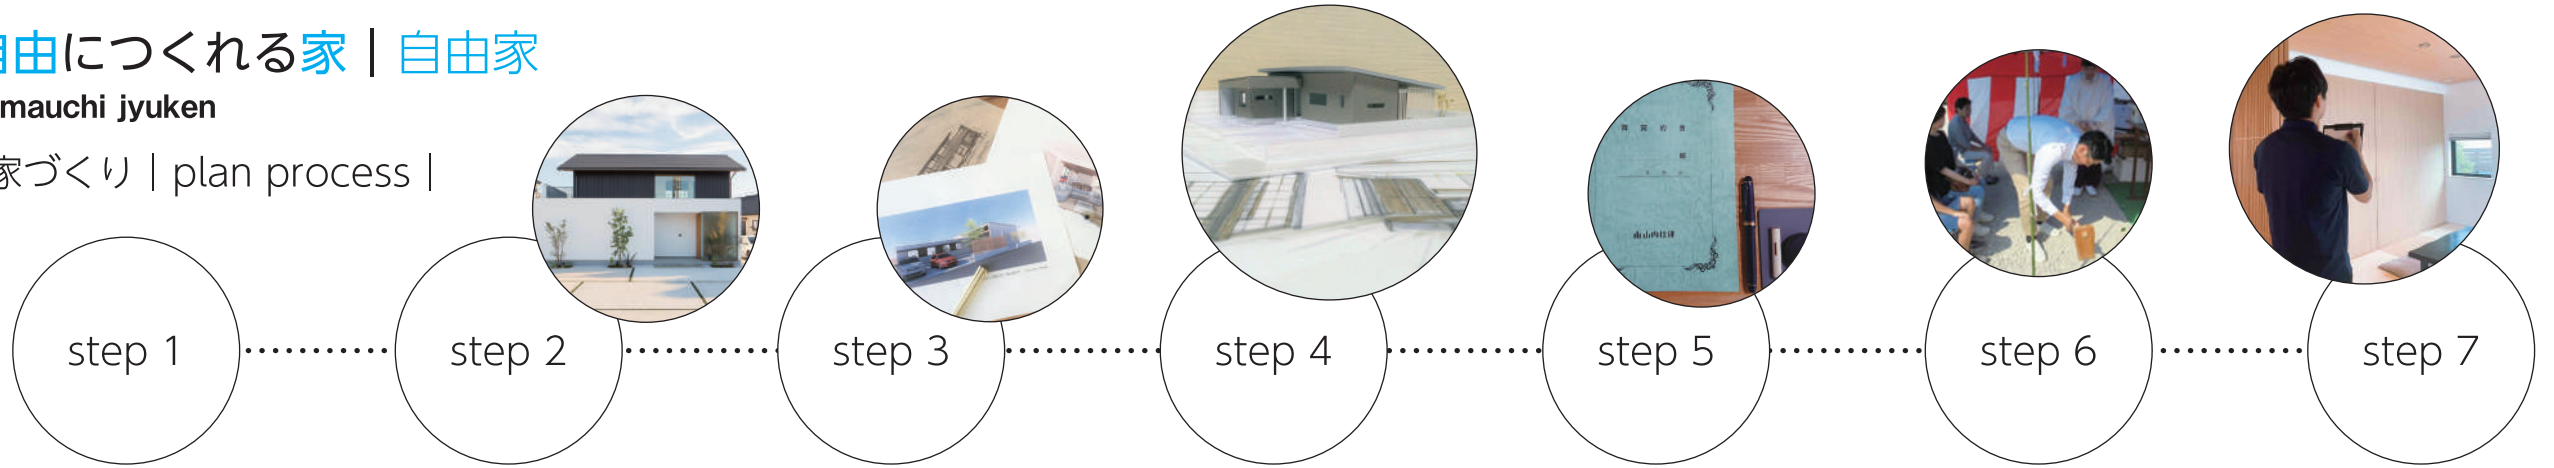 自由につくれる家 | 自由家
mauchi jyuken
家づくり | plan process |
step 1
step 2
step 3
step 4
step 5
step 6
step 7